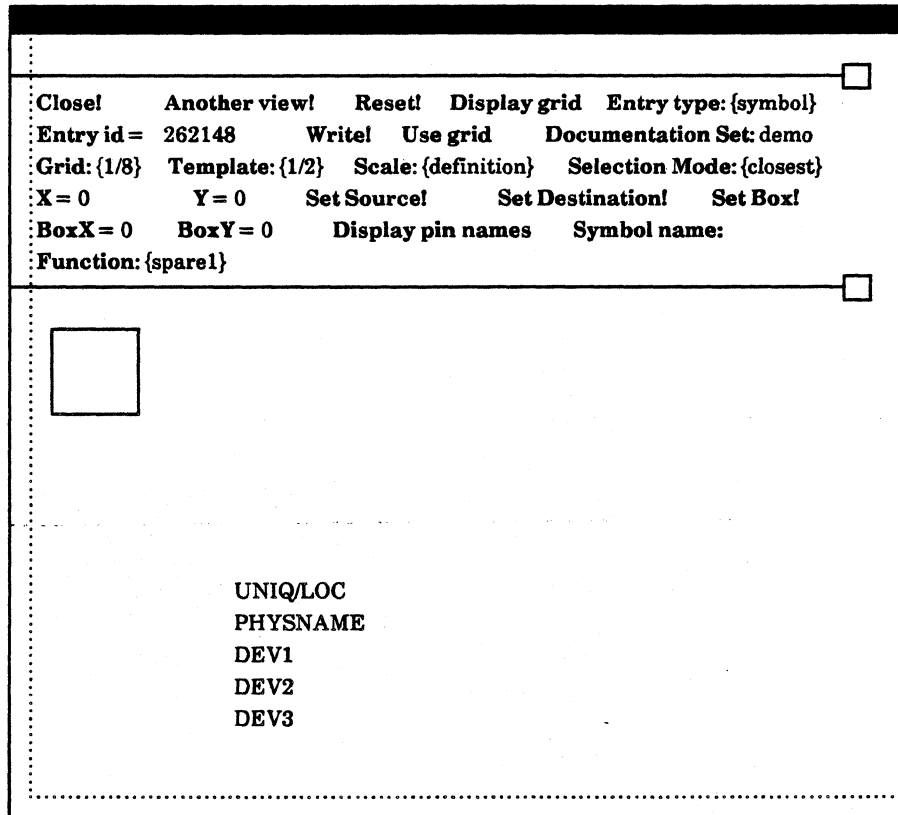 Close! Another view! Reset! Display grid Entry type: {symbol}
Entry id = 262148 Write! Use grid Documentation Set: demo
Grid: {1/8} Template: {1/2} Scale: {definition} Selection Mode: {closest}
X = 0 Y = 0 Set Source! Set Destination! Set Box!
BoxX = 0 BoxY = 0 Display pin names Symbol name:
Function: {spare1}
UNIQ/LOC
PHYSNAME
DEV1
DEV2
DEV3